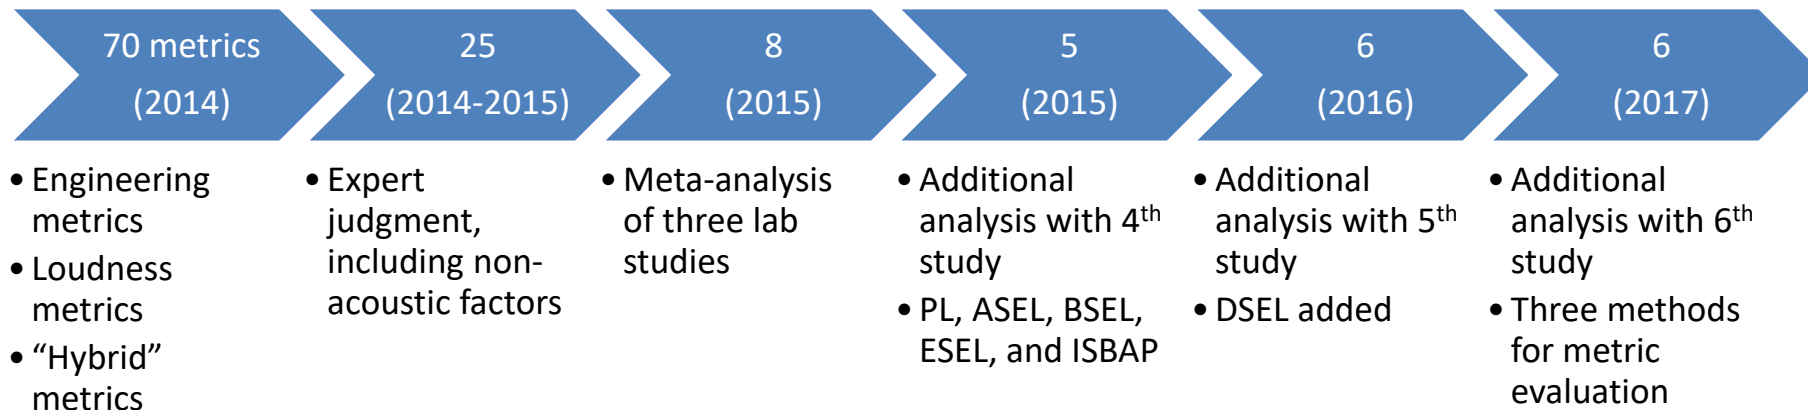 70 metrics
(2014)
25
(2014-2015)
8
(2015)
5
(2015)
6
(2016)
6
(2017)
• Engineering
metrics
• Loudness
metrics
• “Hybrid”
metrics
• Expert
judgment,
including non-
acoustic factors
• Meta-analysis
of three lab
studies
• Additional
analysis with 4th
study
• PL, ASEL, BSEL,
ESEL, and ISBAP
• Additional
analysis with 5th
study
• DSEL added
• Additional
analysis with 6th
study
• Three methods
for metric
evaluation